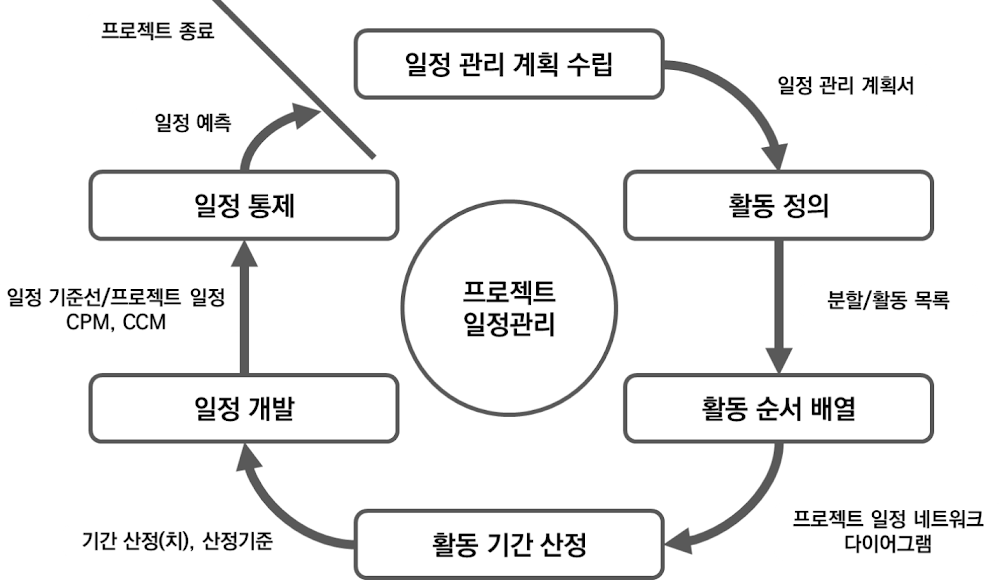 프로젝트 종료
일정 관리 계획 수립
일정 관리 계획서
일정 예측
일정 통제
활동 정의
프로젝트
일정관리
일정 기준선/프로젝트 일정
CPM, CCM
분할/활동 목록
일정 개발
활동 순서 배열
기간 산정(치), 산정기준
활동 기간 산정
프로젝트 일정 네트워크
다이어그램